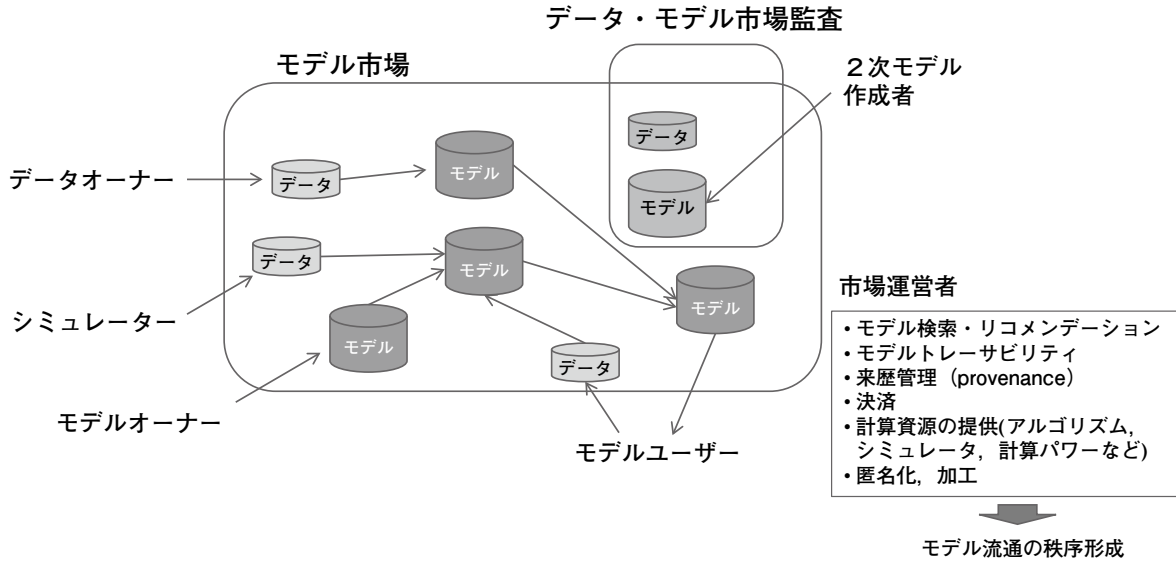 データ・モデル市場監査
モデル市場
2次モデル
作成者
データ
モデル
データオーナー
データ
モデル
データ
モデル
シミュレーター
モデル
モデル
データ
モデルオーナー
モデルユーザー
市場運営者
・モデル検索・リコメンデーション
・モデルトレーサビリティ
・来歴管理（provenance）
・決済
・計算資源の提供(アルゴリズム，
シミュレータ，計算パワーなど)
・匿名化，加工
モデル流通の秩序形成